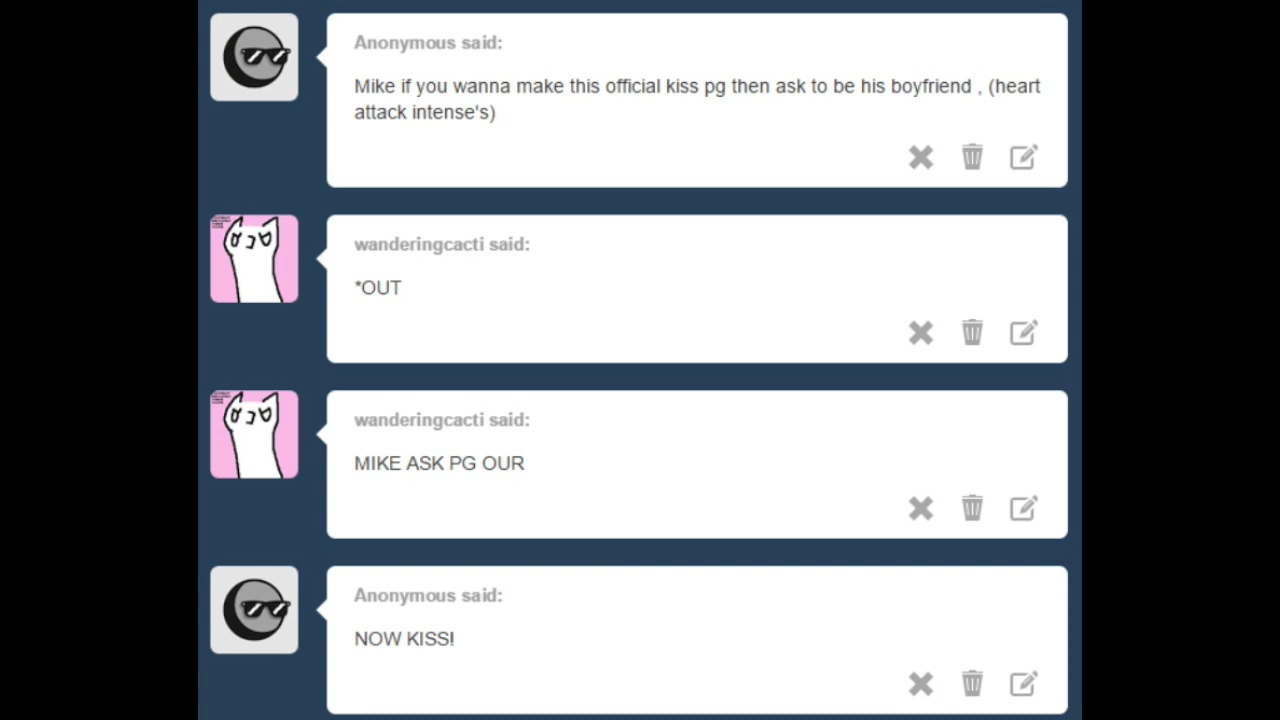 Anonymous said:
Mike if you wanna make this official kiss pg then ask to be his boyfriend , (heart
attack intense's)
wanderingcacti said:
*OUT
wanderingcacti said:
MIKE ASK PG OUR
Anonymous said:
NOW KISS!